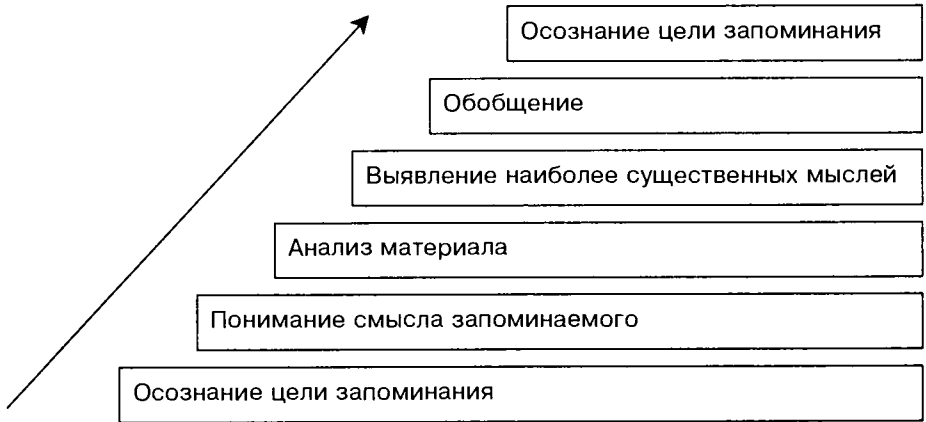 Осознание цели запоминания
Обобщение
Выявление наиболее существенных мыслей
Анализ материала
Понимание смысла запоминаемого
Осознание цели запоминания